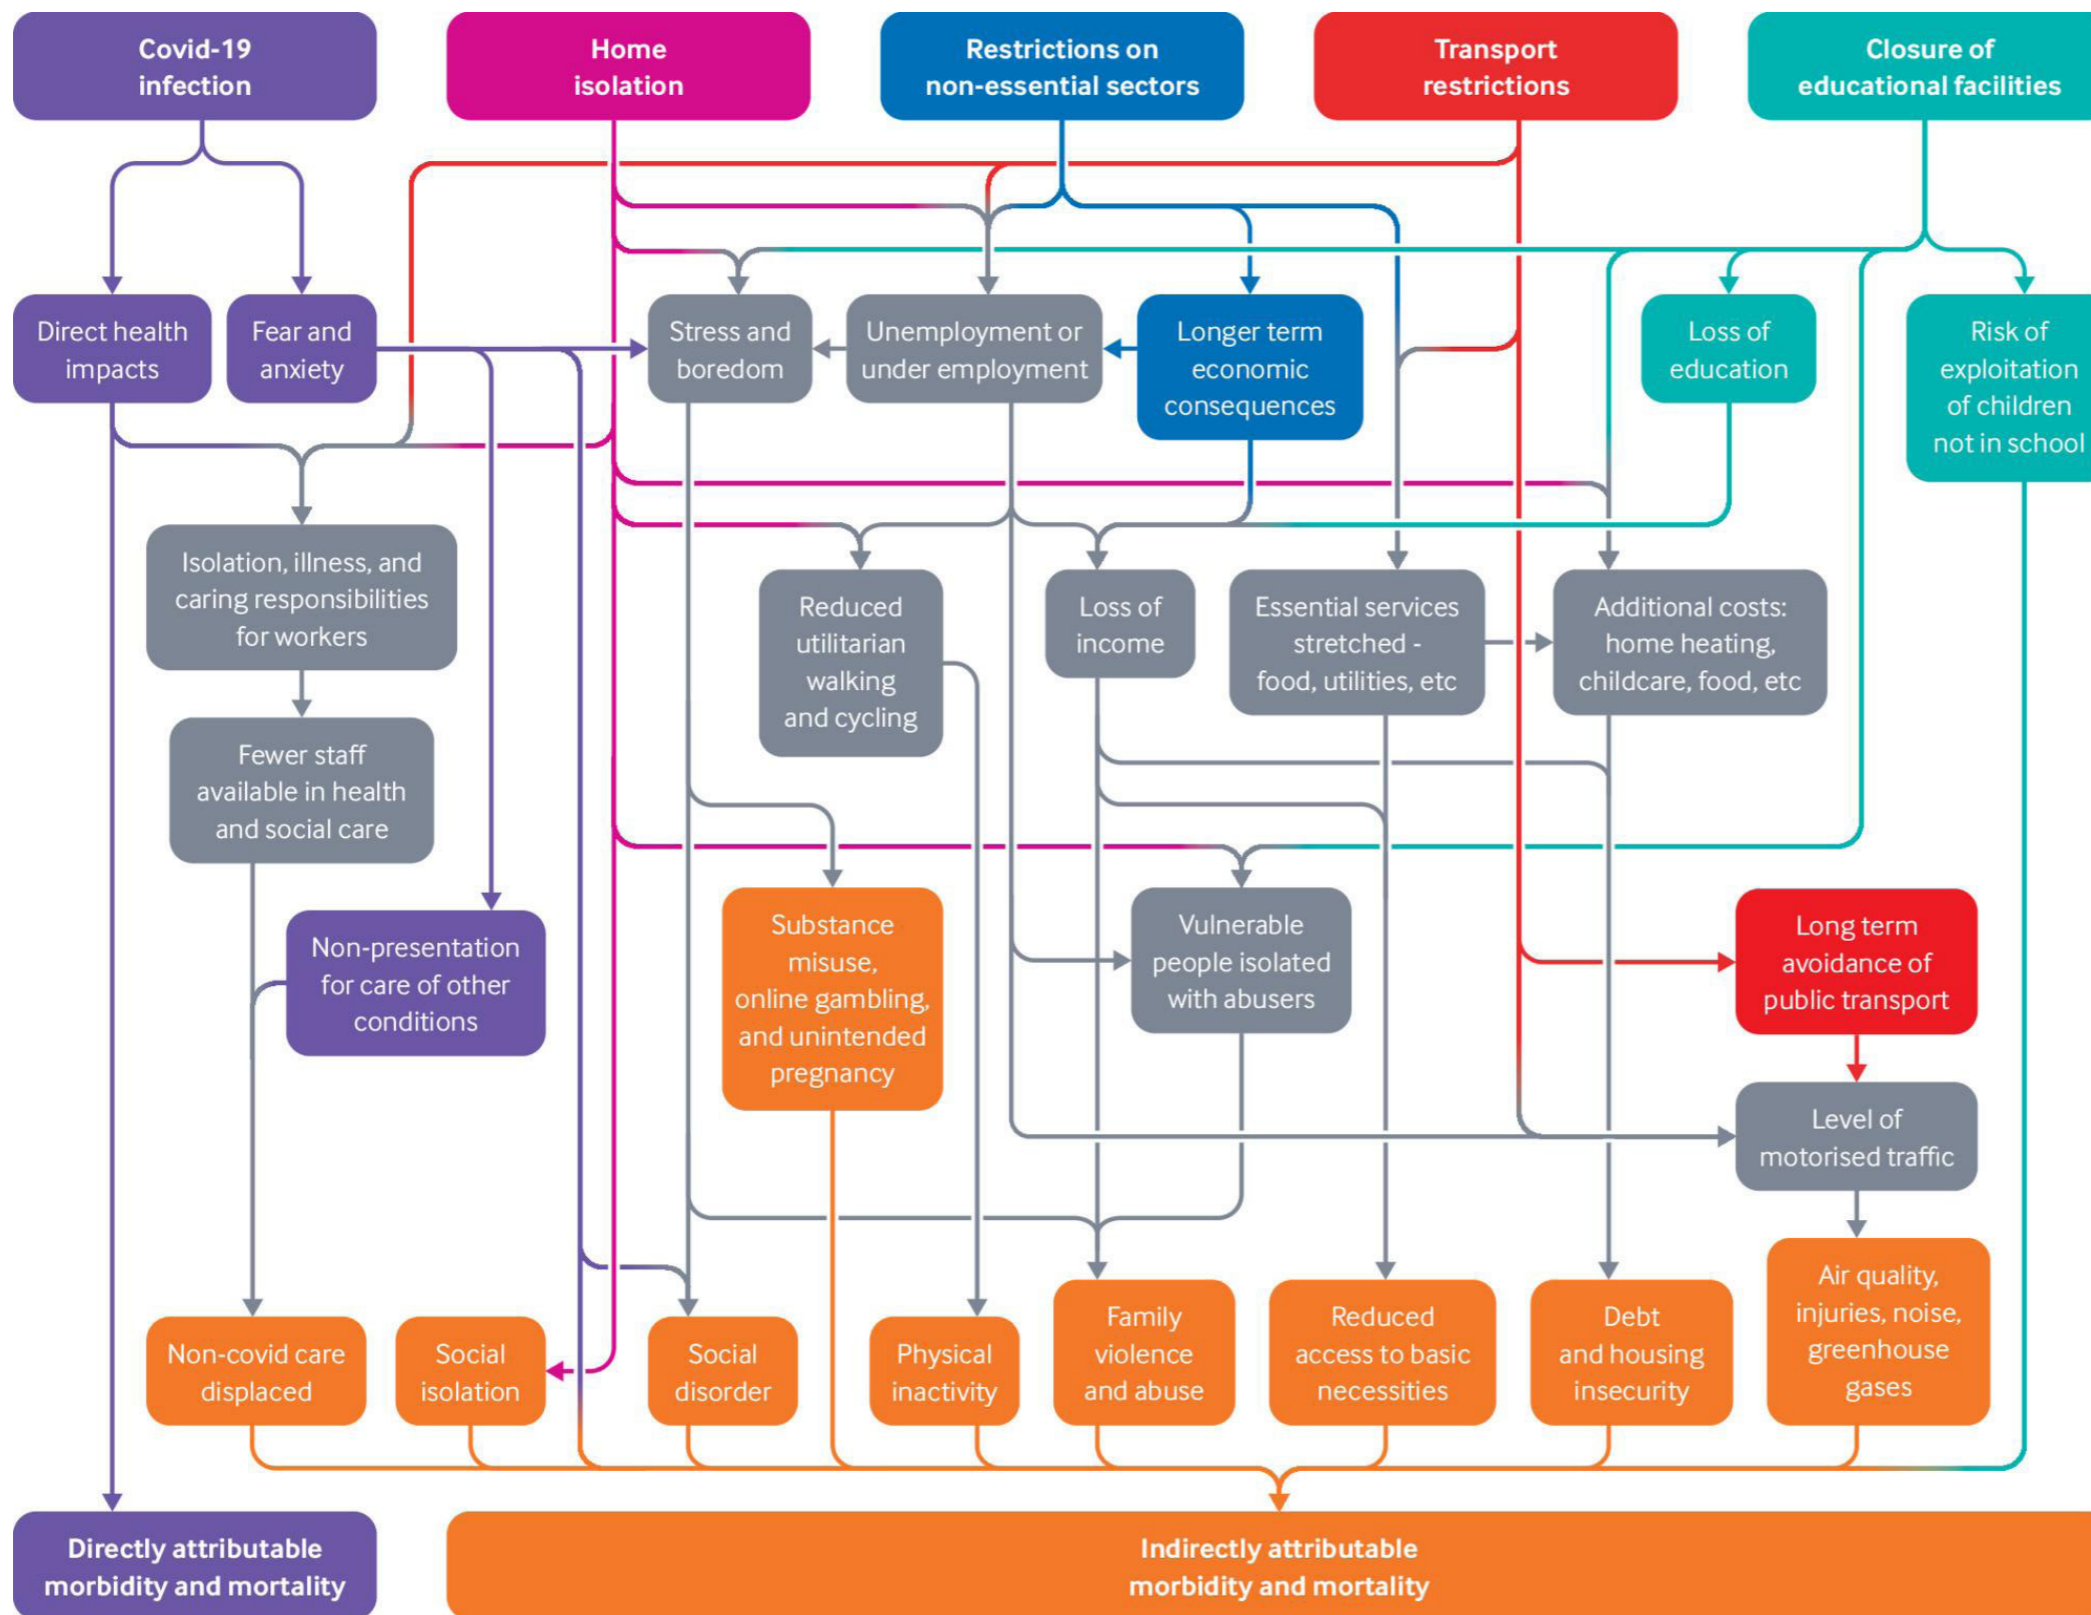 Covid-19
infection
Home
isolation
Restrictions on
non-essential sectors
Transport
restrictions
Closure of
educational facilities
Direct health
impacts
Fear and
anxiety
Stress and
boredom
Unemployment or
under employment
Longer term
economic
consequences
Loss of
education
Risk of
exploitation
of children
not in school
Isolation, illness, and
caring responsibilities
for workers
Reduced
utilitarian
walking
and cycling
Loss of
income
Essential services
stretched -
food, utilities, etc
Additional costs:
home heating,
childcare, food, etc
Fewer staff
available in health
and social care
Non-presentation
for care of other
conditions
Substance
misuse,
online gambling,
and unintended
pregnancy
Vulnerable
people isolated
with abusers
Long term
avoidance of
public transport
Level of
motorised traffic
Non-covid care
displaced
Social
isolation
Social
disorder
Physical
inactivity
Family
violence
and abuse
Reduced
access to basic
necessities
Debt
and housing
insecurity
Air quality,
injuries, noise,
greenhouse
gases
Directly attributable
morbidity and mortality
Indirectly attributable
morbidity and mortality